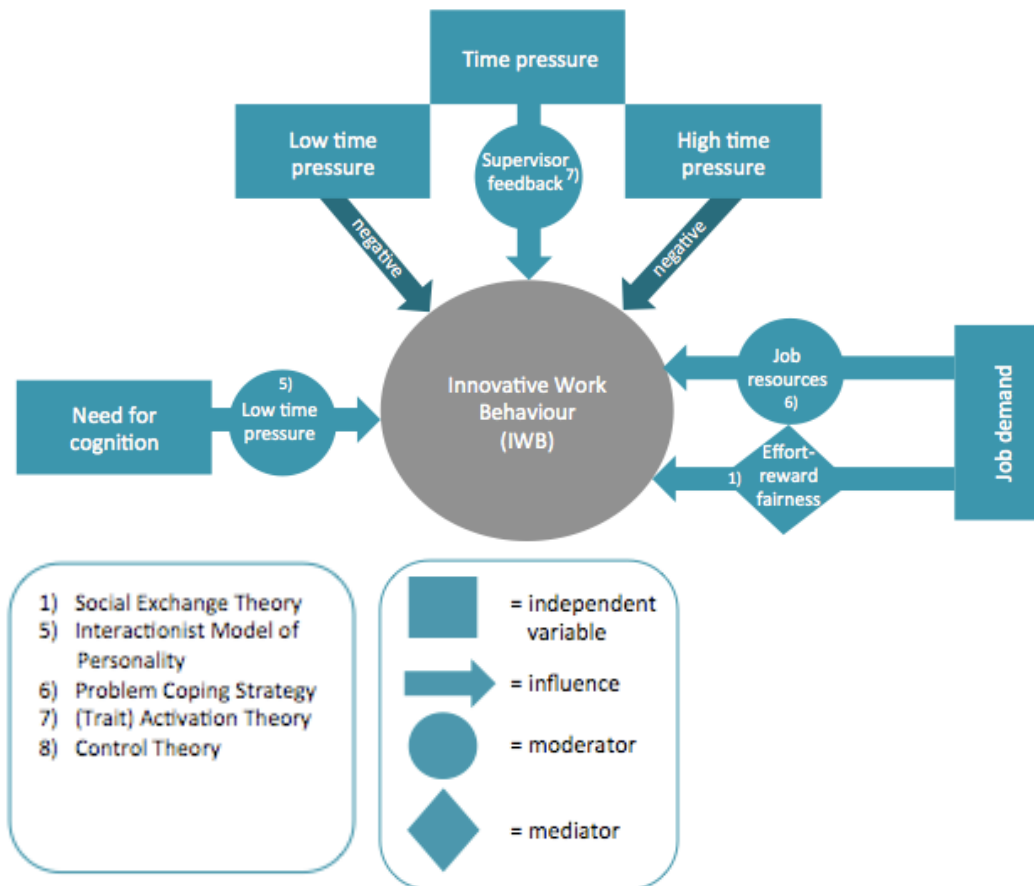 Time pressure
Low time
pressure
High time
pressure
Supervisor
feedback 7)
negative
negative
Need for
cognition
5)
Low time
pressure
Innovative Work
Behaviour
(IWB)
Job
resources
6)
1)
Effort-
reward
fairness
Job demand
1) Social Exchange Theory
5) Interactionist Model of
Personality
6) Problem Coping Strategy
7) (Trait) Activation Theory
8) Control Theory
= independent
variable
= influence
= moderator
= mediator